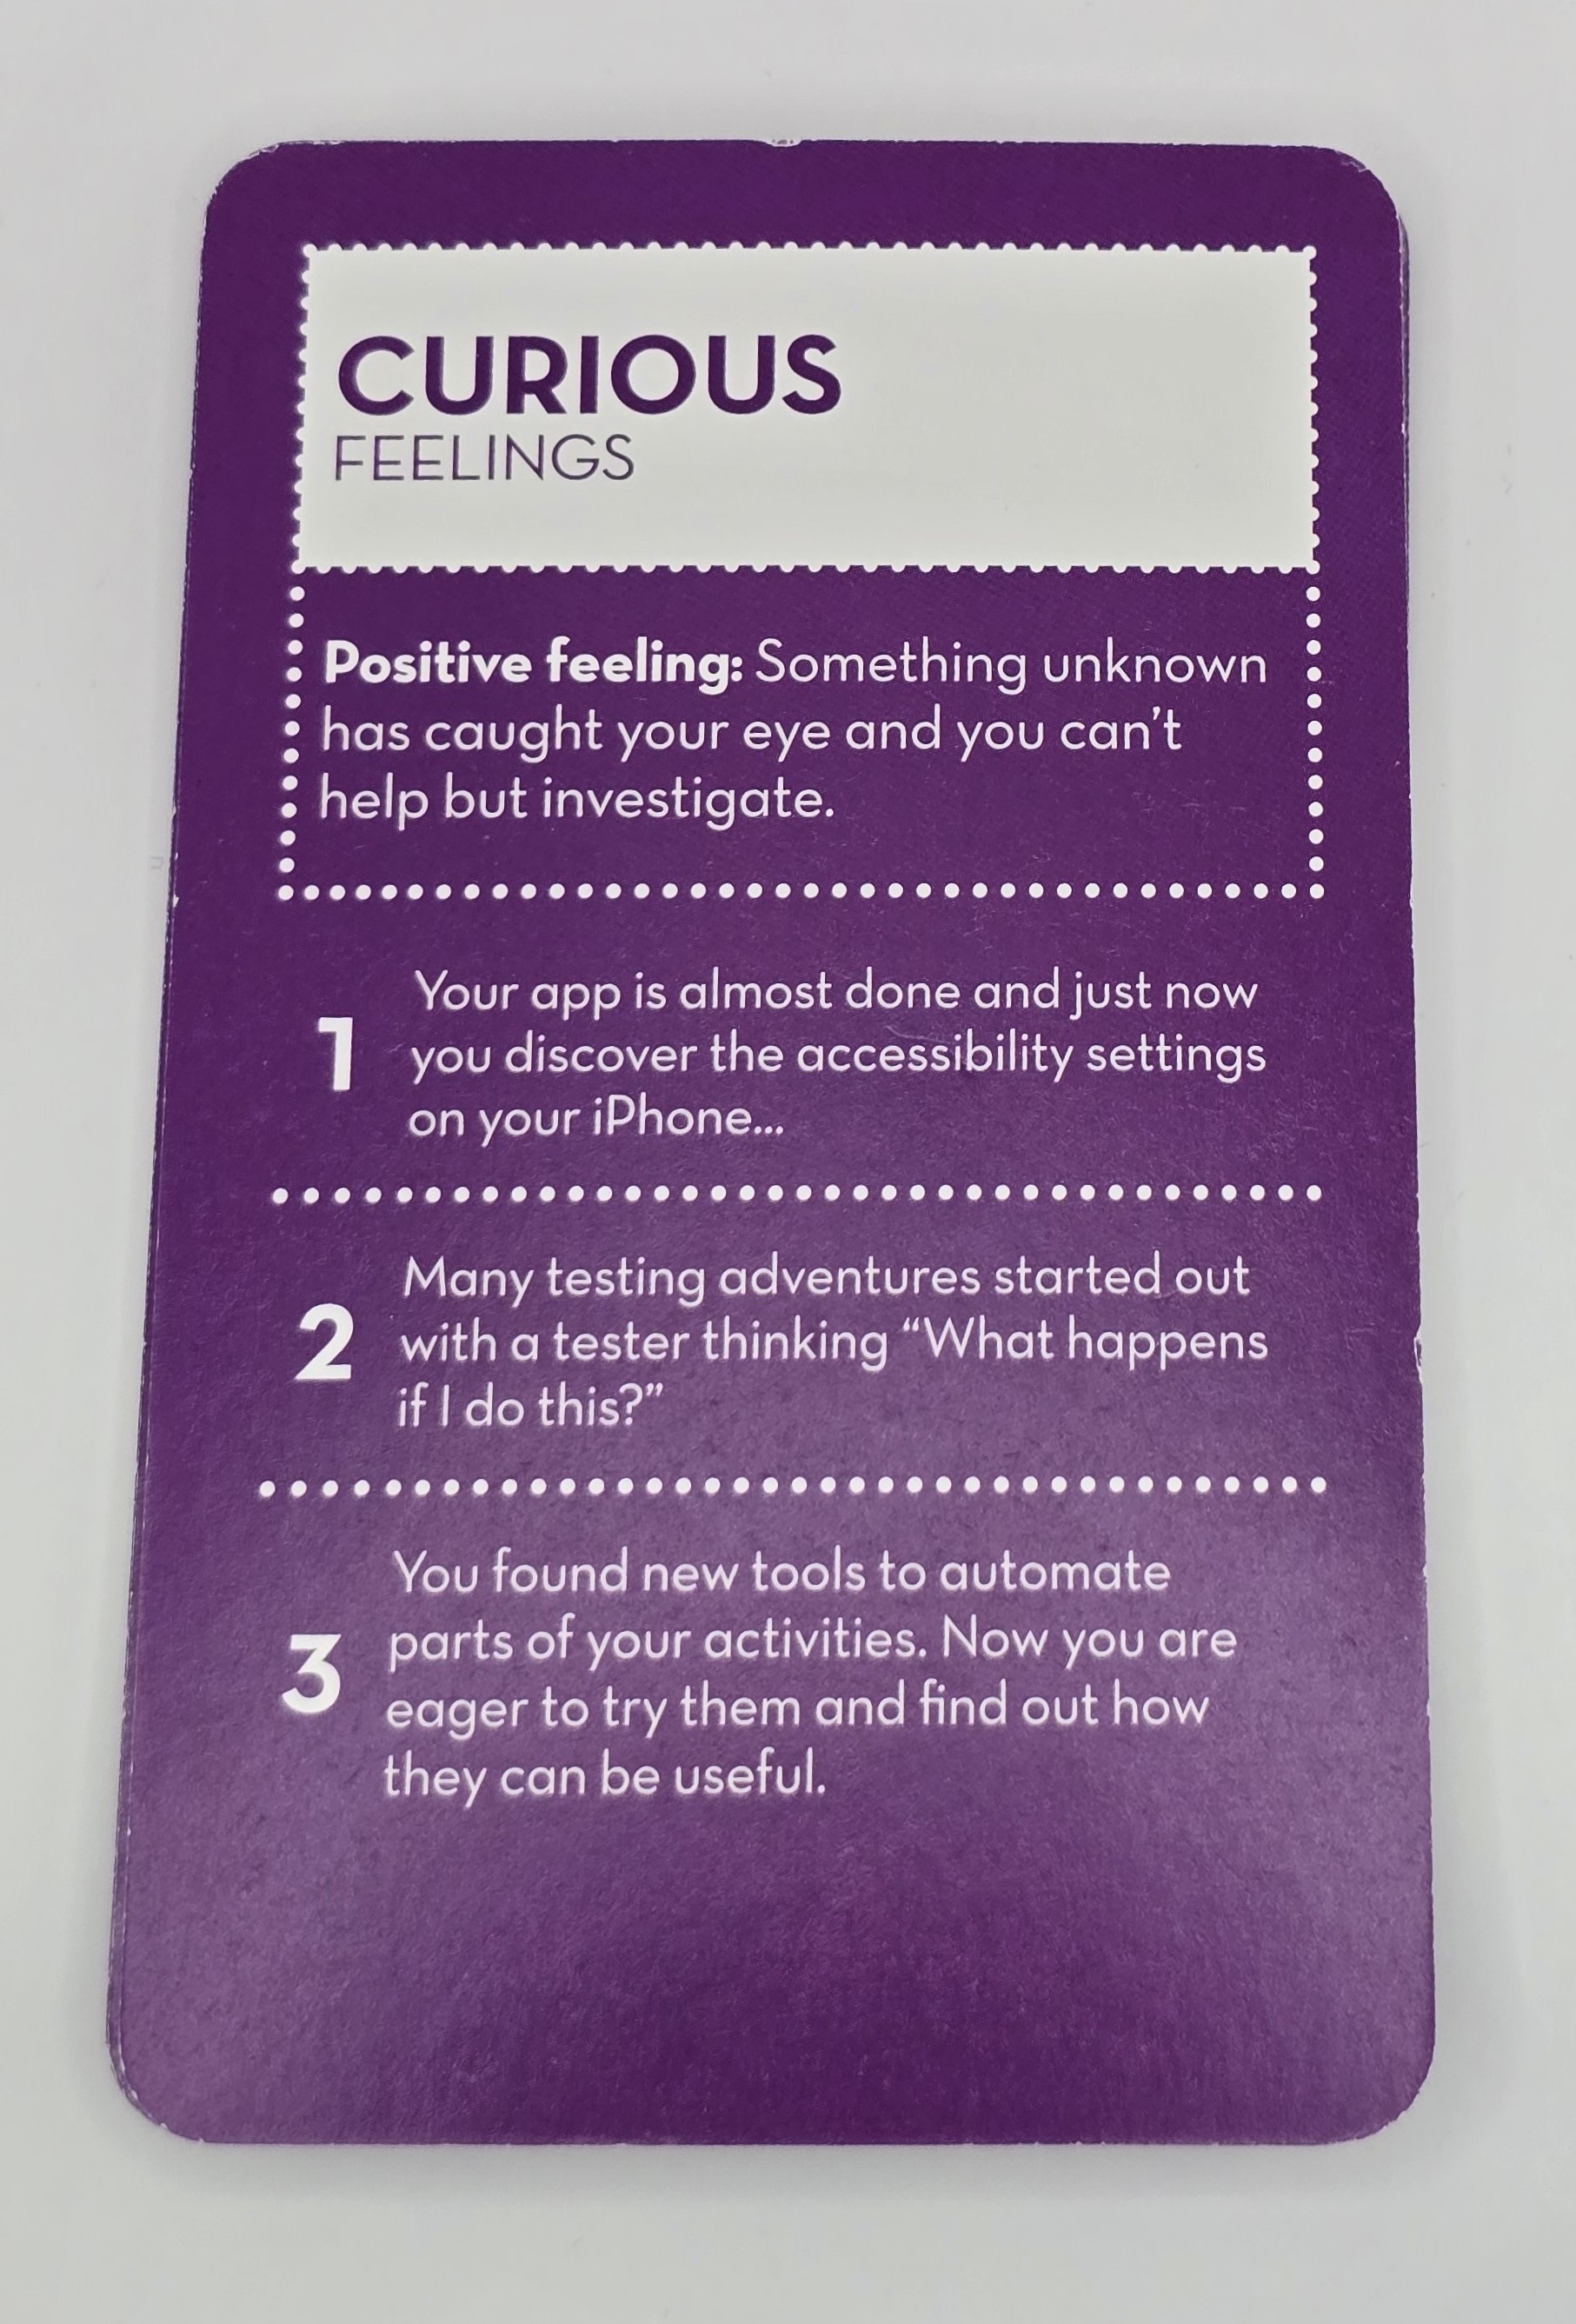 CURIOUS
FEELINGS
Positive feeling: Something unknown
has caught your eye and you can’t
help but investigate.
1
Your app is almost done and just now
you discover the accessibility settings
on your iPhone...
2
Many testing adventures started out
with a tester thinking “What happens
if I do this?”
3
You found new tools to automate
parts of your activities. Now you are
eager to try them and find out how
they can be useful.